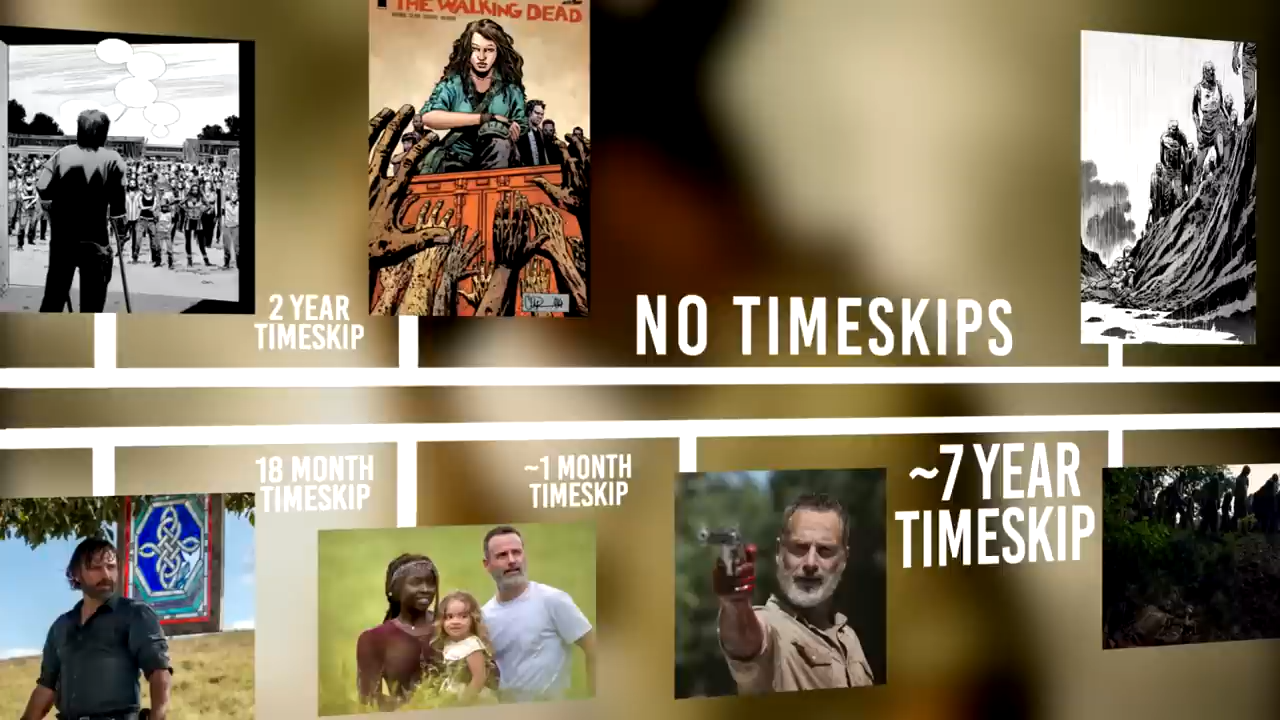 THE WALKING DEAD
2 YEAR
TIMESKIP
NO TIMESKIPS
18 MONTH
TIMESKIP
~1 MONTH
TIMESKIP
~7 YEAR
TIMESKIP